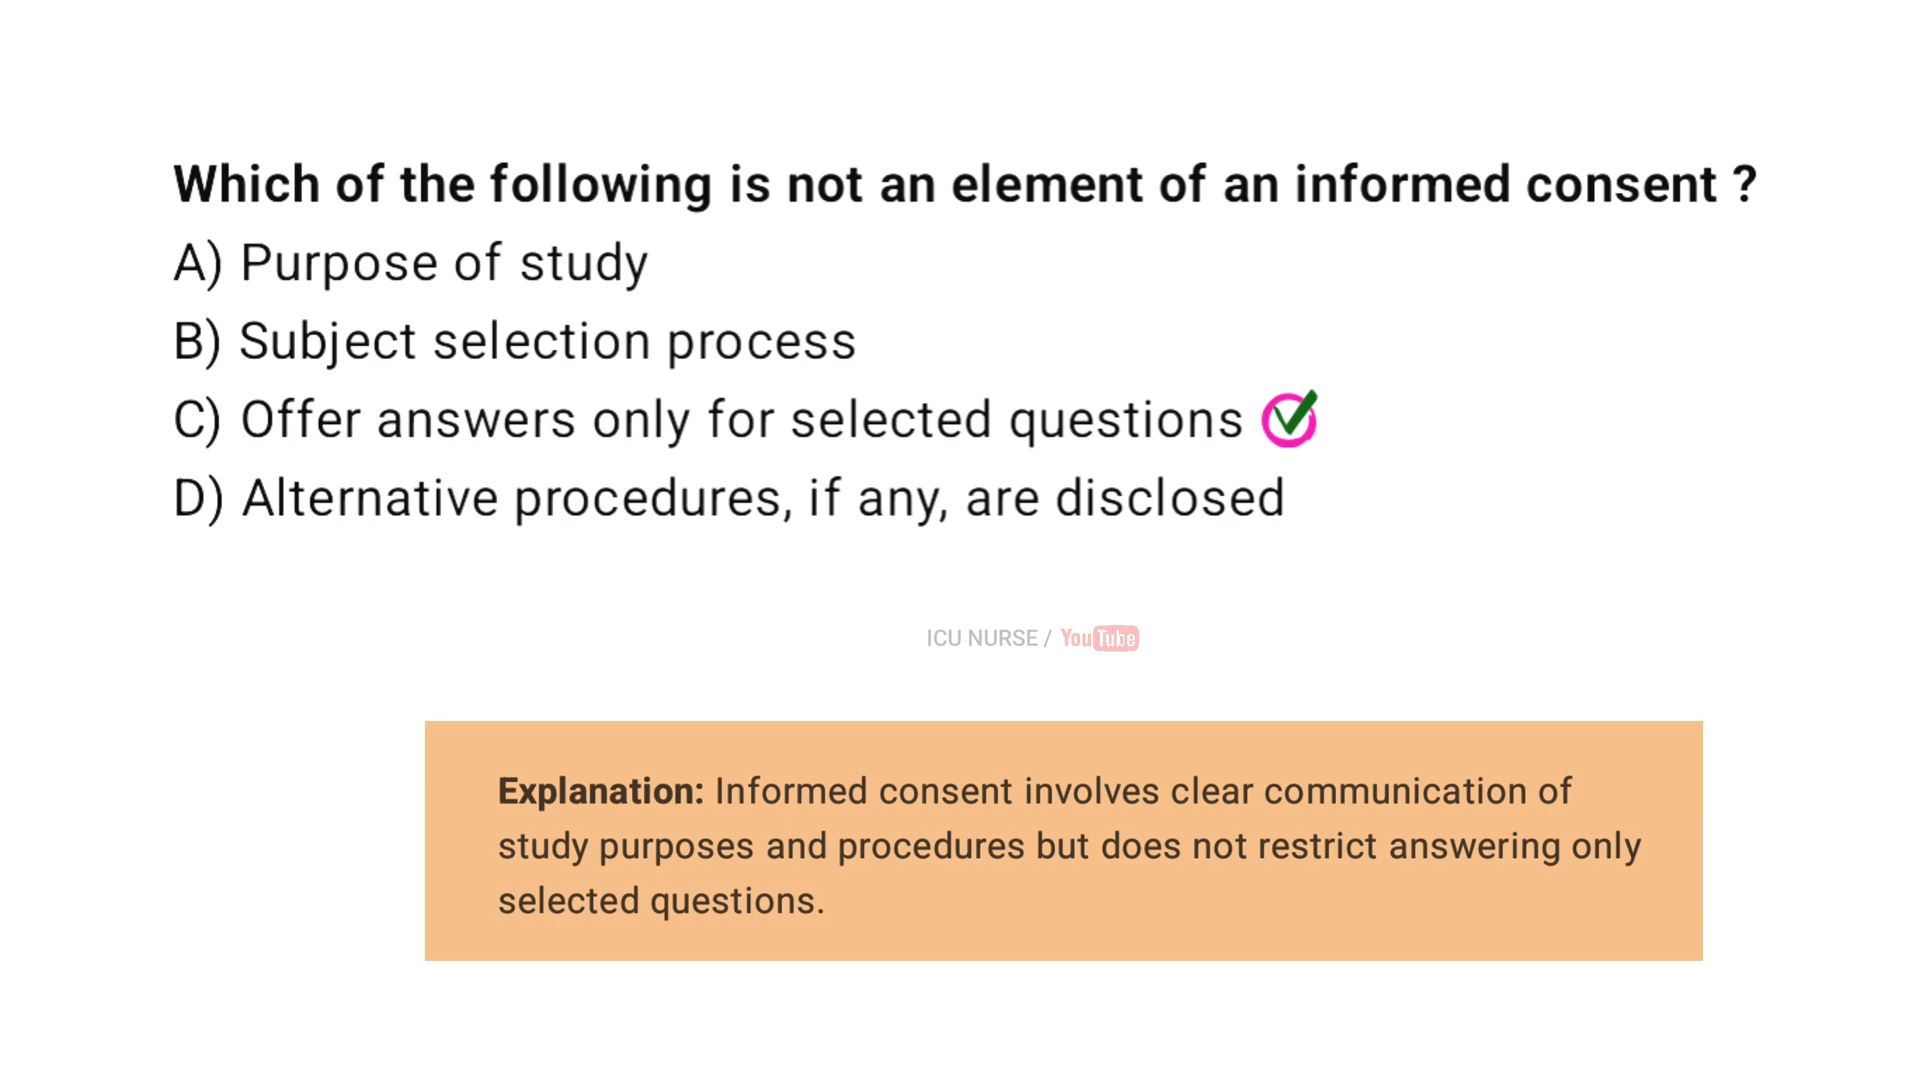 Which of the following is not an element of an informed consent ?
A) Purpose of study
B) Subject selection process
C) Offer answers only for selected questions
D) Alternative procedures, if any, are disclosed
ICU NURSE / YouTube
Explanation: Informed consent involves clear communication of
study purposes and procedures but does not restrict answering only
selected questions.